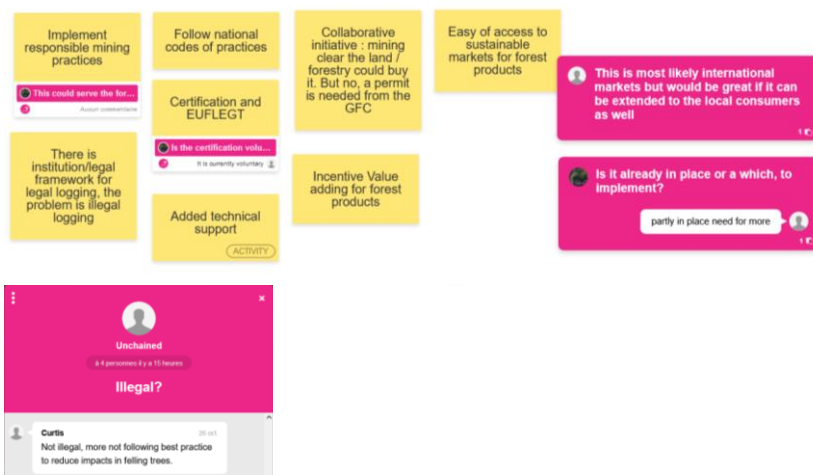 Implement
responsible mining
practices
This could serve the for...
Aucun commentaire
There is
institution/legal
framework for
legal logging, the
problem is illegal
logging
Follow national
codes of practices
Certification and
EUFLEGT
Is the certification volu...
It is currently voluntary
Added technical
support
ACTIVITY
Collaborative
initiative : mining
clear the land /
forestry could buy
it. But no, a permit
is needed from the
GFC
Incentive Value
adding for forest
products
Easy of access to
sustainable
markets for forest
products
This is most likely international
markets but would be great if it can
be extended to the local consumers
as well
1
Is it already in place or a which, to
implement?
partly in place need for more
1
Unchained
à 4 personnes il y a 15 heures
Illegal?
Curtis
26 oct.
Not illegal, more not following best practice
to reduce impacts in felling trees.